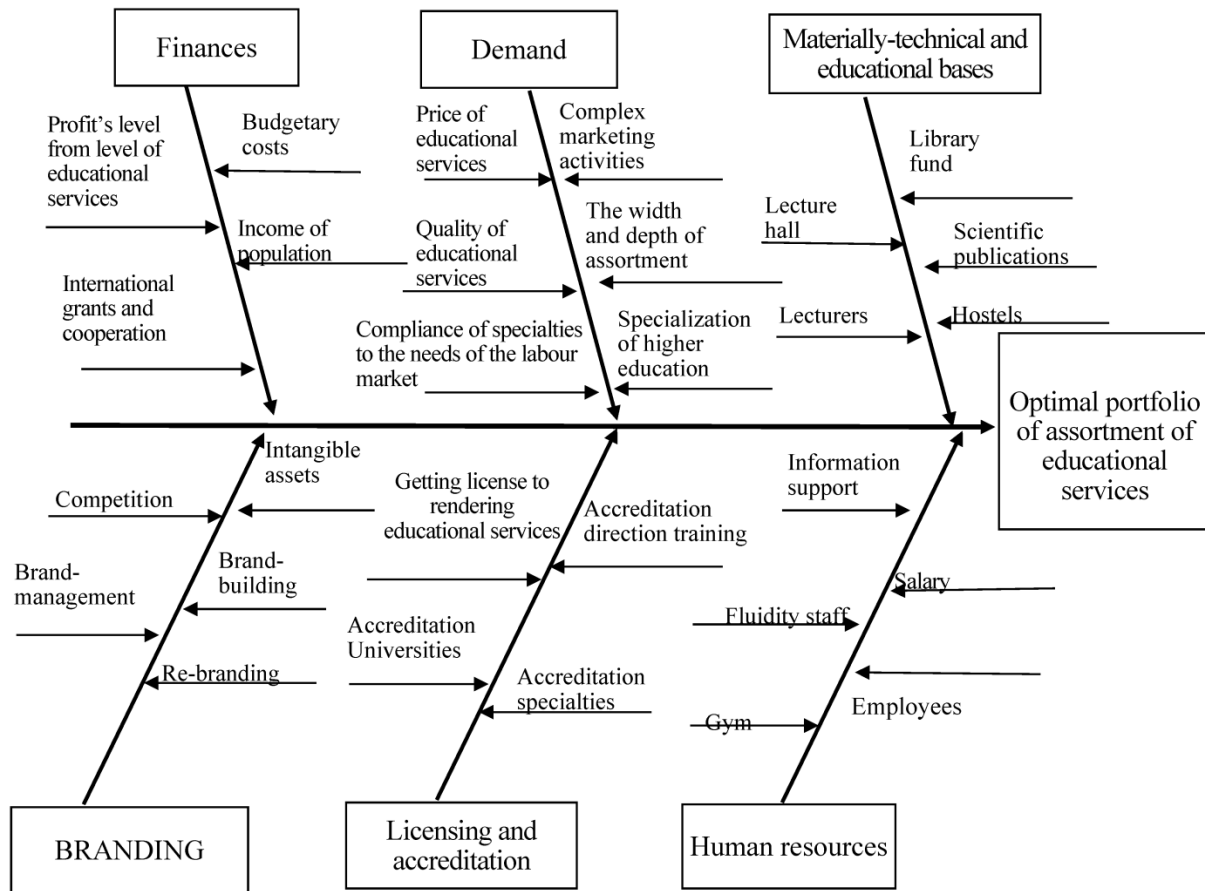 Finances
Demand
Materially-technical and
educational bases
Profit’s level
from level of
educational
services
Budgetary
costs
Income of
population
International
grants and
cooperation
Price of
educational
services
Complex
marketing
activities
Quality of
educational
services
The width
and depth of
assortment
Compliance of specialties
to the needs of the labour
market
Specialization
of higher
education
Library
fund
Lecture
hall
Scientific
publications
Lecturers
Hostels
Optimal portfolio
of assortment of
educational
services
Intangible
assets
Competition
Brand-
building
Brand-
management
Re-branding
Getting license to
rendering
educational services
Accreditation
direction training
Accreditation
Universities
Accreditation
specialties
Information
support
Salary
Fluidity staff
Employees
Gym
BRANDING
Licensing and
accreditation
Human resources